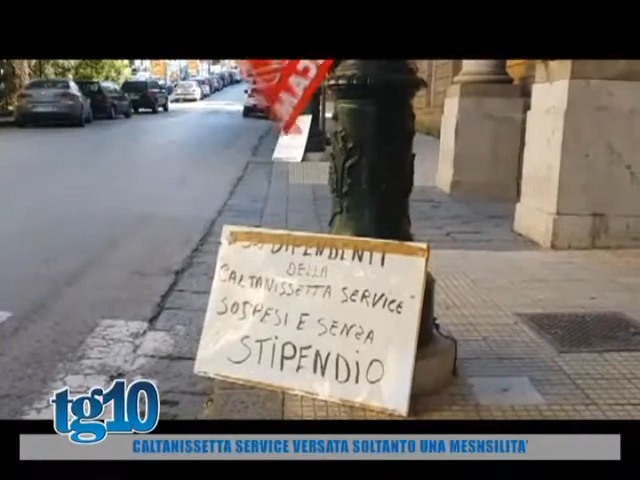 DIPENDENTI
DELLA
CALTANISSETTA SERVICE"
SOSPESI E SENZA
STIPENDIO
tg10
CALTANISSETTA SERVICE VERSATA SOLTANTO UNA MESNSILITA'